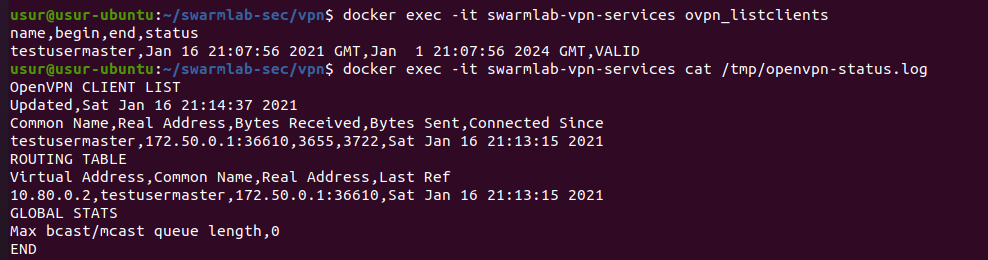 usur@usur-ubuntu:~/swarmlab-sec/vpn$ docker exec -it swarmlab-vpn-services ovpn_listclients
name,begin,end,status
testusermaster,Jan 16 21:07:56 2021 GMT,Jan  1 21:07:56 2024 GMT,VALID
usur@usur-ubuntu:~/swarmlab-sec/vpn$ docker exec -it swarmlab-vpn-services cat /tmp/openvpn-status.log
OpenVPN CLIENT LIST
Updated,Sat Jan 16 21:14:37 2021
Common Name,Real Address,Bytes Received,Bytes Sent,Connected Since
testusermaster,172.50.0.1:36610,3655,3722,Sat Jan 16 21:13:15 2021
ROUTING TABLE
Virtual Address,Common Name,Real Address,Last Ref
10.80.0.2,testusermaster,172.50.0.1:36610,Sat Jan 16 21:13:15 2021
GLOBAL STATS
Max bcast/mcast queue length,0
END